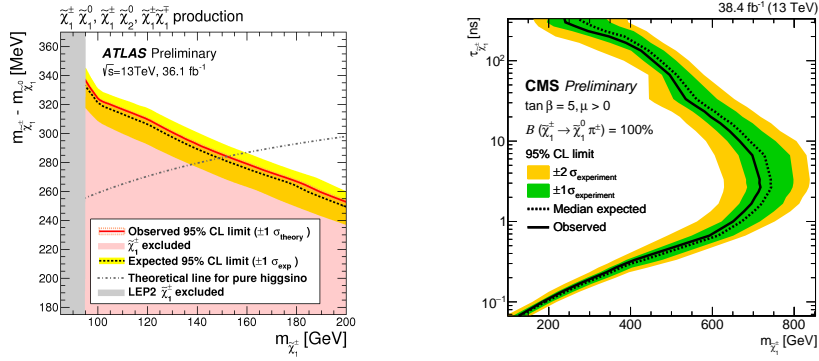 χ̃₁± χ̃₁⁰, χ̃₁± χ̃₂⁰, χ̃₁±χ̃₁∓ production
m_χ̃₁± - m_χ̃₁⁰ [MeV]
360
340
320
300
280
260
240
220
200
180
ATLAS Preliminary
√s=13TeV, 36.1 fb⁻¹
Observed 95% CL limit (±1 σ_theory)
χ̃₁± excluded
Expected 95% CL limit (±1 σ_exp)
Theoretical line for pure higgsino
LEP2 χ̃₁± excluded
100 120 140 160 180 200
m_χ̃₁± [GeV]
38.4 fb⁻¹ (13 TeV)
τ_χ̃₁± [ns]
10²
10
1
10⁻¹
CMS Preliminary
tan β = 5, μ > 0
B (χ̃₁± → χ̃₁⁰ π±) = 100%
95% CL limit
±2 σ_experiment
±1σ_experiment
Median expected
Observed
200 400 600 800
m_χ̃₁± [GeV]